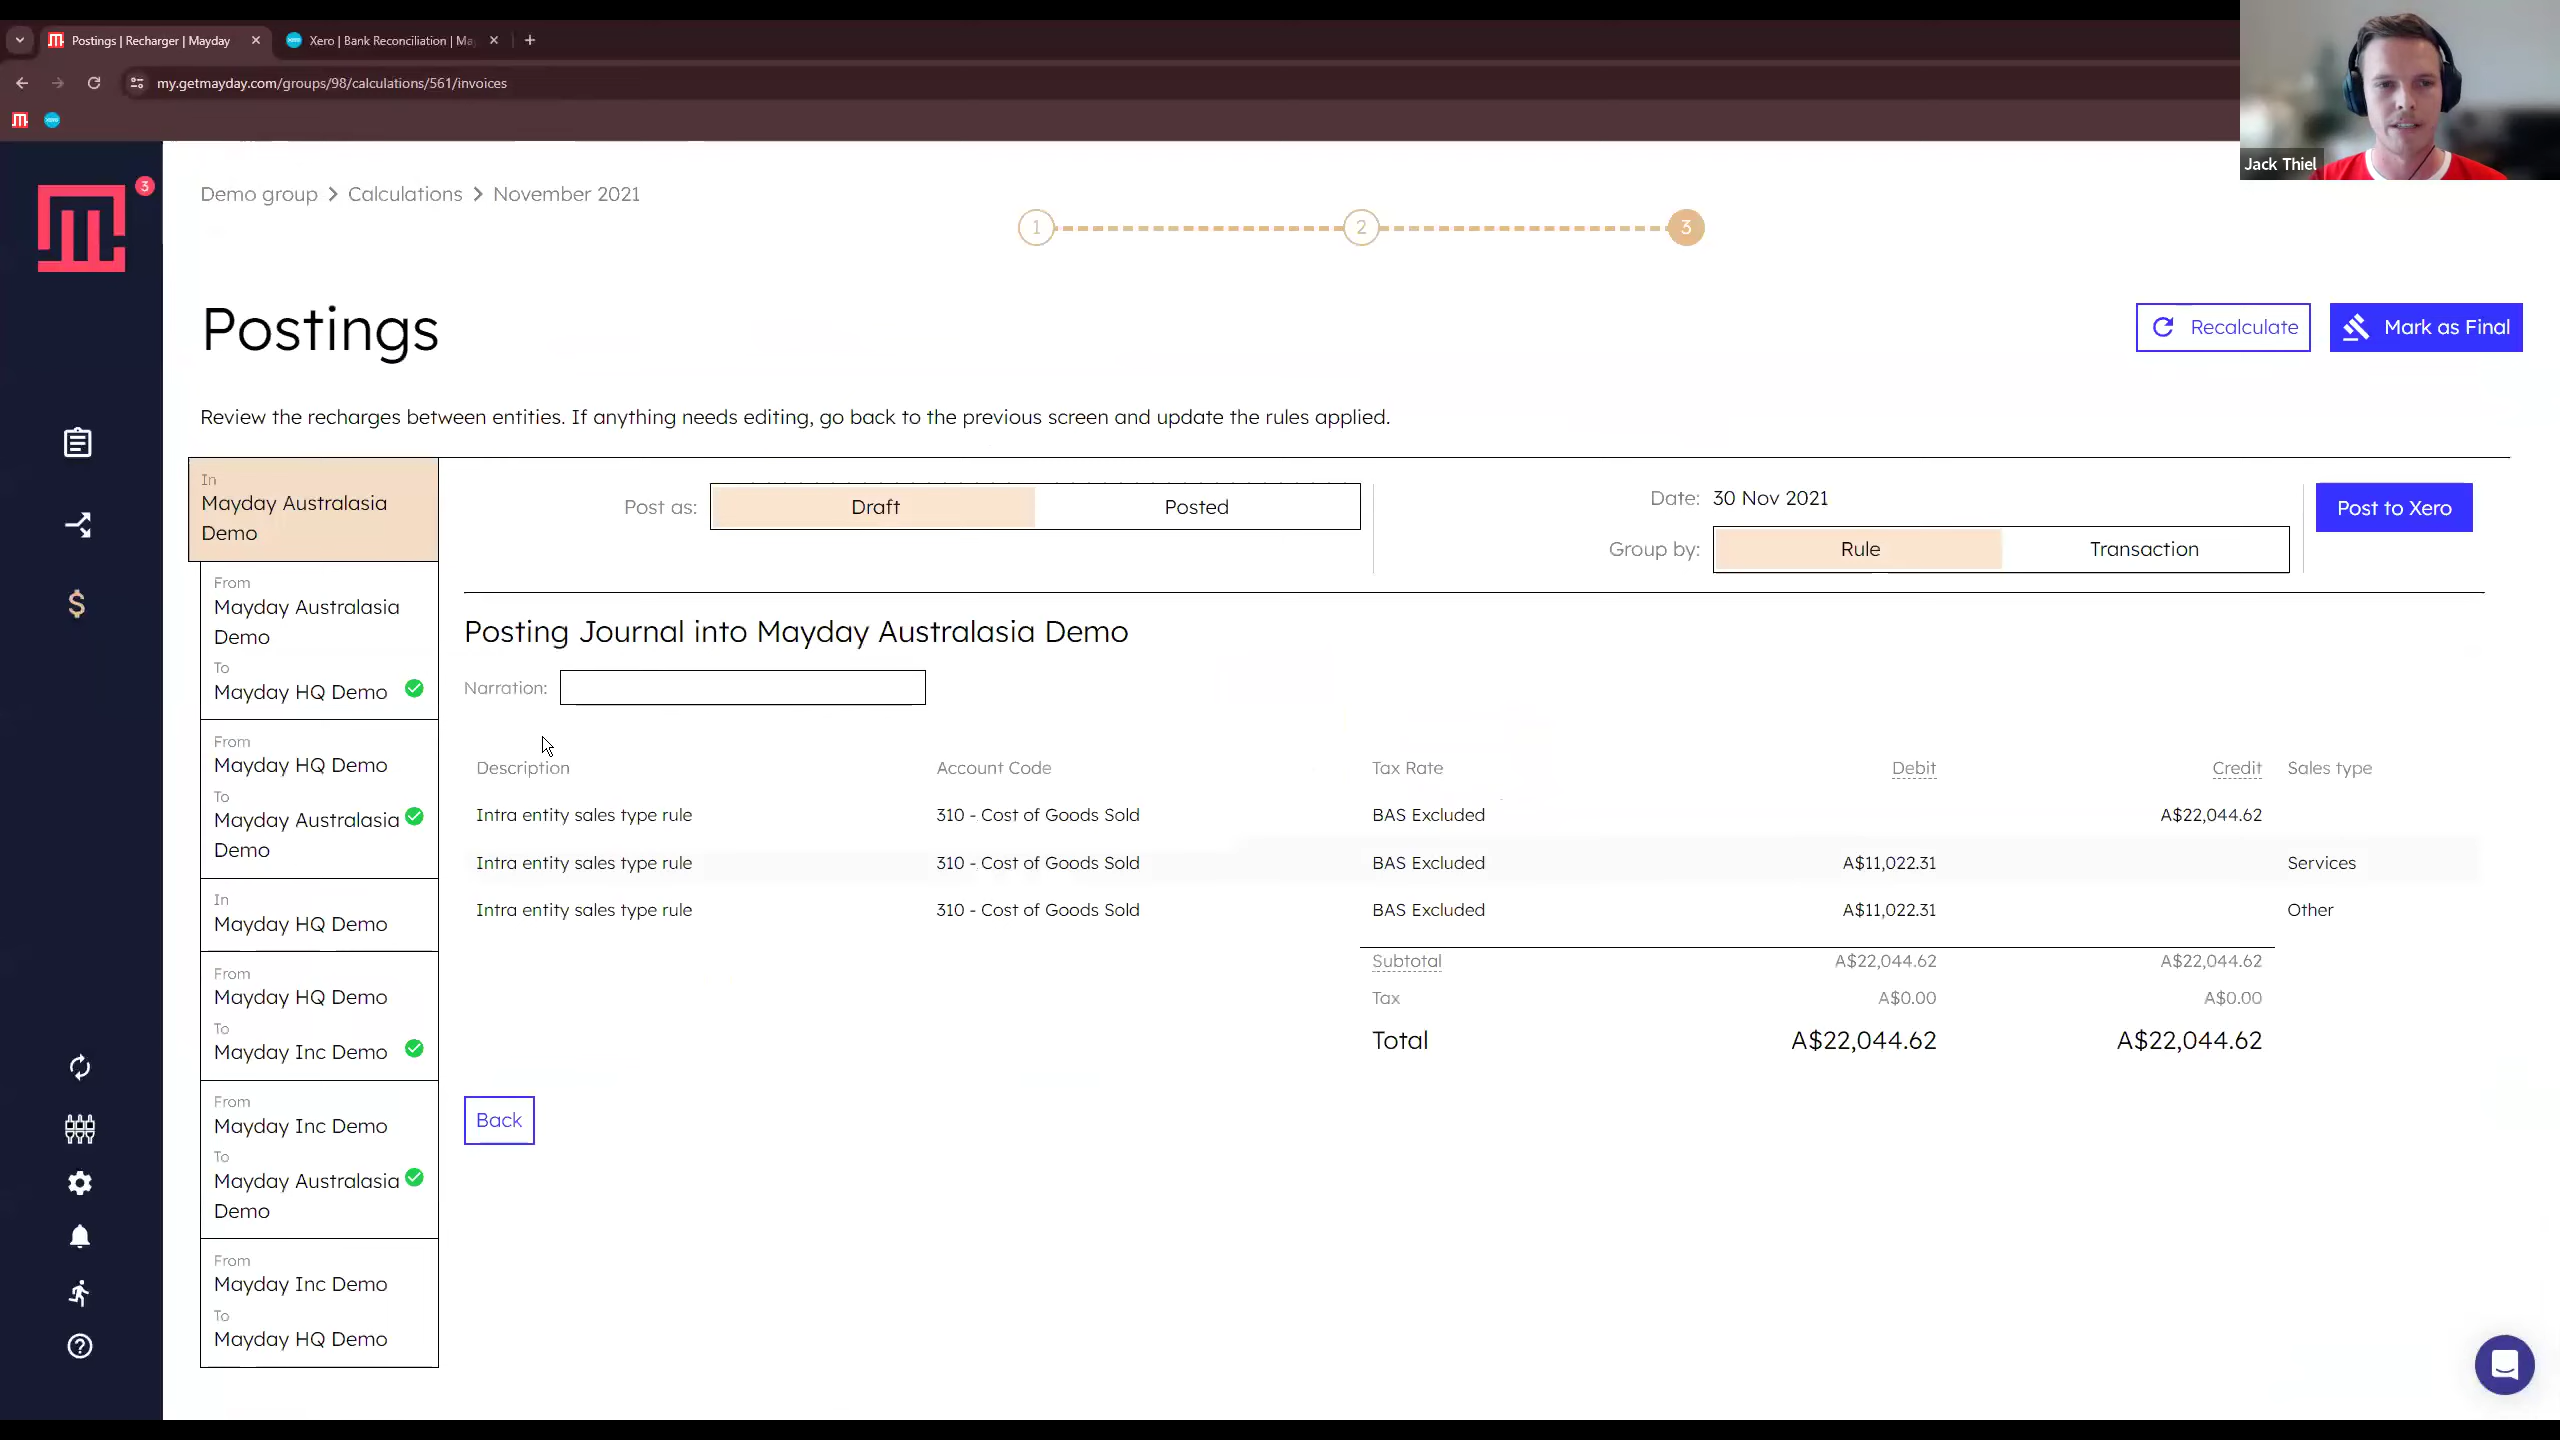 Postings | Recharger | Mayday
Xero | Bank Reconciliation | Ma
my.getmayday.com/groups/98/calculations/561/invoices
Jack Thiel
3
Demo group > Calculations > November 2021
1
2
3
Postings
Recalculate
Mark as Final
Review the recharges between entities. If anything needs editing, go back to the previous screen and update the rules applied.
In
Mayday Australasia
Demo
From
Mayday Australasia
Demo
To
Mayday HQ Demo
From
Mayday HQ Demo
To
Mayday Australasia
Demo
In
Mayday HQ Demo
From
Mayday HQ Demo
To
Mayday Inc Demo
From
Mayday Inc Demo
To
Mayday Australasia
Demo
From
Mayday Inc Demo
To
Mayday HQ Demo
Post as: Draft Posted
Date: 30 Nov 2021
Group by: Rule Transaction
Post to Xero
Posting Journal into Mayday Australasia Demo
Narration:
Description Account Code Tax Rate Debit Credit Sales type
Intra entity sales type rule 310 - Cost of Goods Sold BAS Excluded A$22,044.62
Intra entity sales type rule 310 - Cost of Goods Sold BAS Excluded A$11,022.31 Services
Intra entity sales type rule 310 - Cost of Goods Sold BAS Excluded A$11,022.31 Other
Subtotal A$22,044.62 A$22,044.62
Tax A$0.00 A$0.00
Total A$22,044.62 A$22,044.62
Back